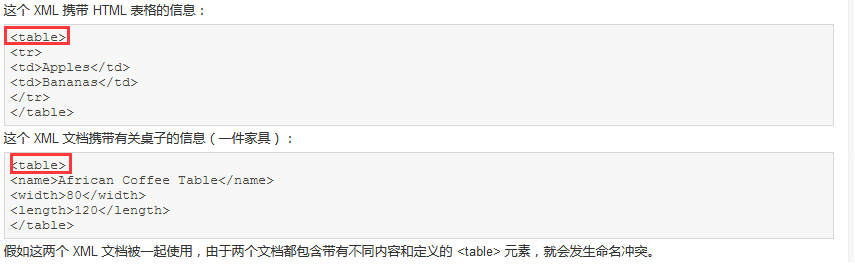 这个 XML 携带 HTML 表格的信息：
<table>
<tr>
<td>Apples</td>
<td>Bananas</td>
</tr>
</table>
这个 XML 文档携带有关桌子的信息（一件家具）：
<table>
<name>African Coffee Table</name>
<width>80</width>
<length>120</length>
</table>
假如这两个 XML 文档被一起使用，由于两个文档都包含带有不同内容和定义的 <table> 元素，就会发生命名冲突。